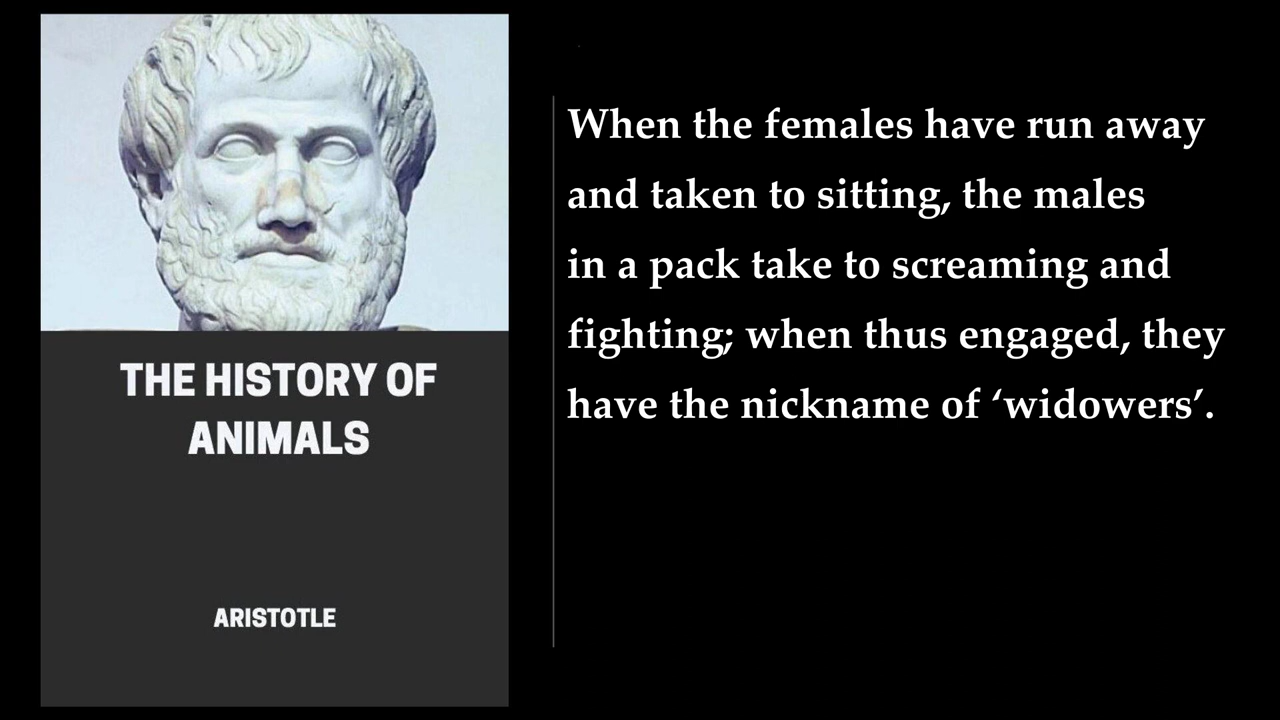 THE HISTORY OF
ANIMALS
ARISTOTLE
When the females have run away
and taken to sitting, the males
in a pack take to screaming and
fighting; when thus engaged, they
have the nickname of ‘widowers’.